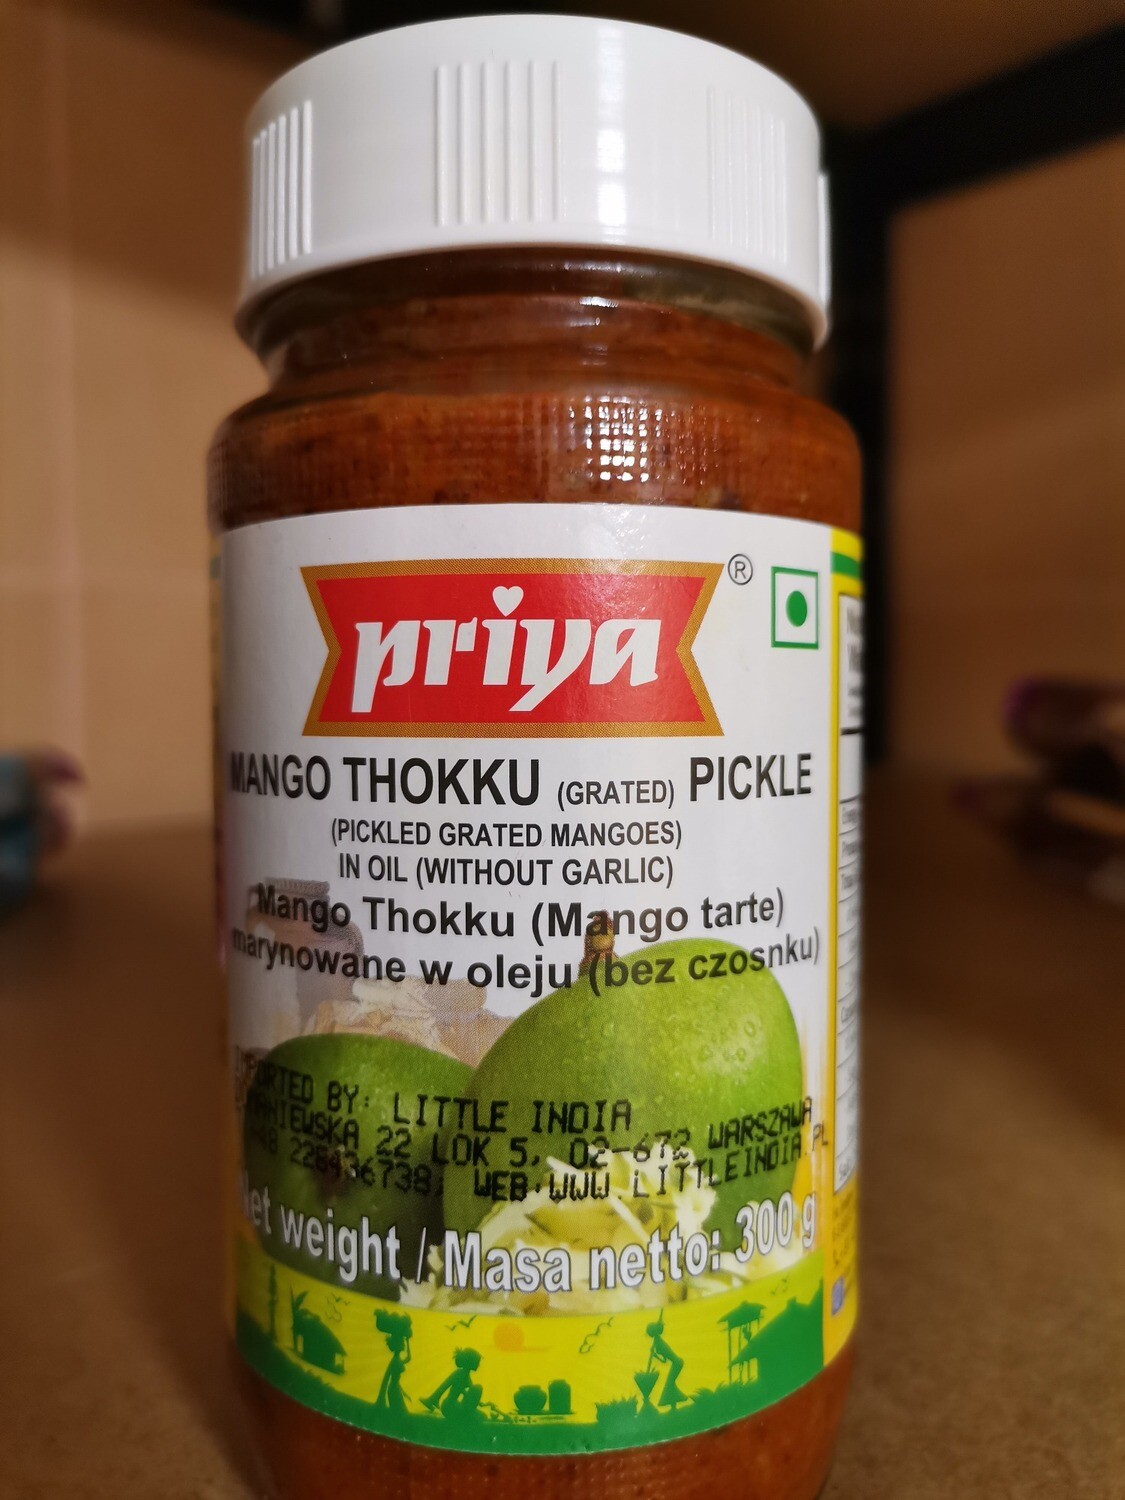 priya ®
MANGO THOKKU (GRATED) PICKLE
(PICKLED GRATED MANGOES)
IN OIL (WITHOUT GARLIC)
Mango Thokku (Mango tarte)
marynowane w oleju (bez czosnku)
IMPORTED BY: LITTLE INDIA
22 LOK 5, 02-672 WARSZAWA
WEB:WWW.LITTLEINDIA.PL
Net weight / Masa netto: 300 g